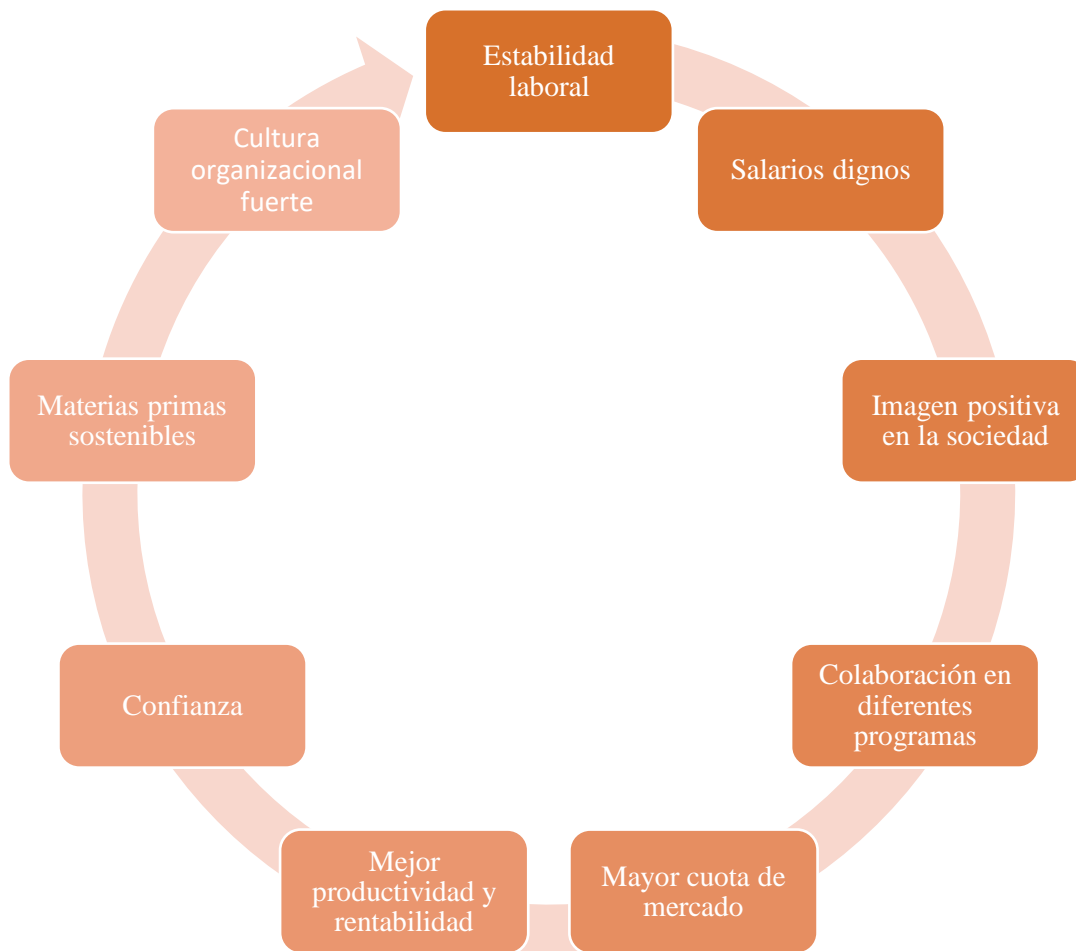 Estabilidad
laboral
Salarios dignos
Imagen positiva
en la sociedad
Colaboración en
diferentes
programas
Mayor cuota de
mercado
Mejor
productividad y
rentabilidad
Confianza
Materias primas
sostenibles
Cultura
organizacional
fuerte